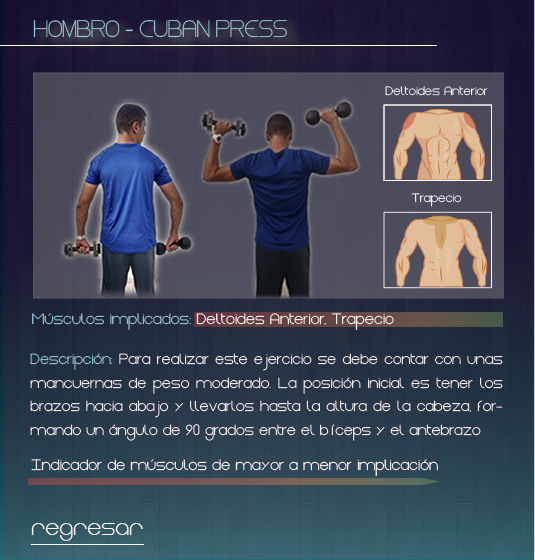 HOMBRO - CUBAN PRESS
Deltoides Anterior
Trapecio
Músculos implicados: Deltoides Anterior, Trapecio
Descripción: Para realizar este ejercicio se debe contar con unas
mancuernas de peso moderado. La posición inicial es tener los
brazos hacia abajo y llevarlos hasta la altura de la cabeza, for-
mando un ángulo de 90 grados entre el bíceps y el antebrazo
Indicador de músculos de mayor a menor implicación
regresar